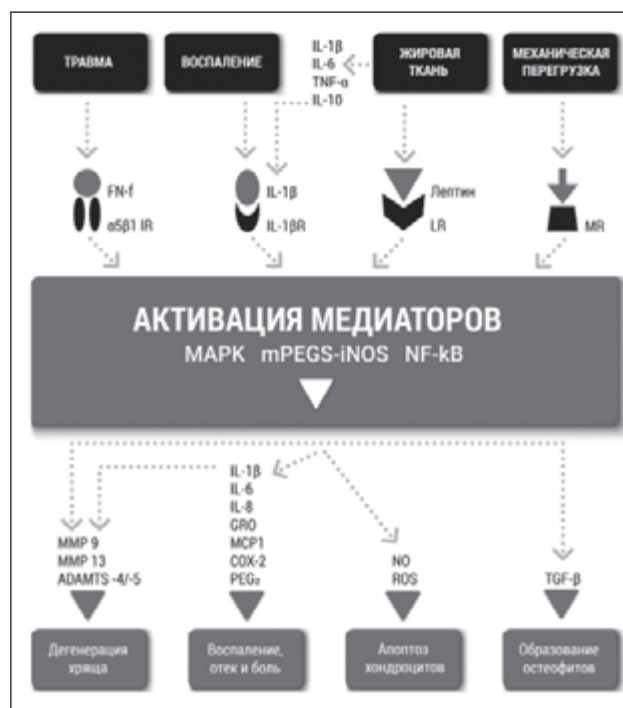 ТРАВМА
ВОСПАЛЕНИЕ
IL-1β
IL-6
TNF-α
IL-10
ЖИРОВАЯ
ТКАНЬ
МЕХАНИЧЕСКАЯ
ПЕРЕГРУЗКА
FN-f
α5β1 IR
IL-1β
IL-1βR
Лептин
LR
MR
АКТИВАЦИЯ МЕДИАТОРОВ
MAPK mPEGS-iNOS NF-kB
MMP 9
MMP 13
ADAMTS -4/-5
IL-1β
IL-6
IL-8
GRO
MCP1
COX-2
PEG₂
NO
ROS
TGF-β
Дегенерация
хряща
Воспаление,
отек и боль
Апоптоз
хондроцитов
Образование
остеофитов